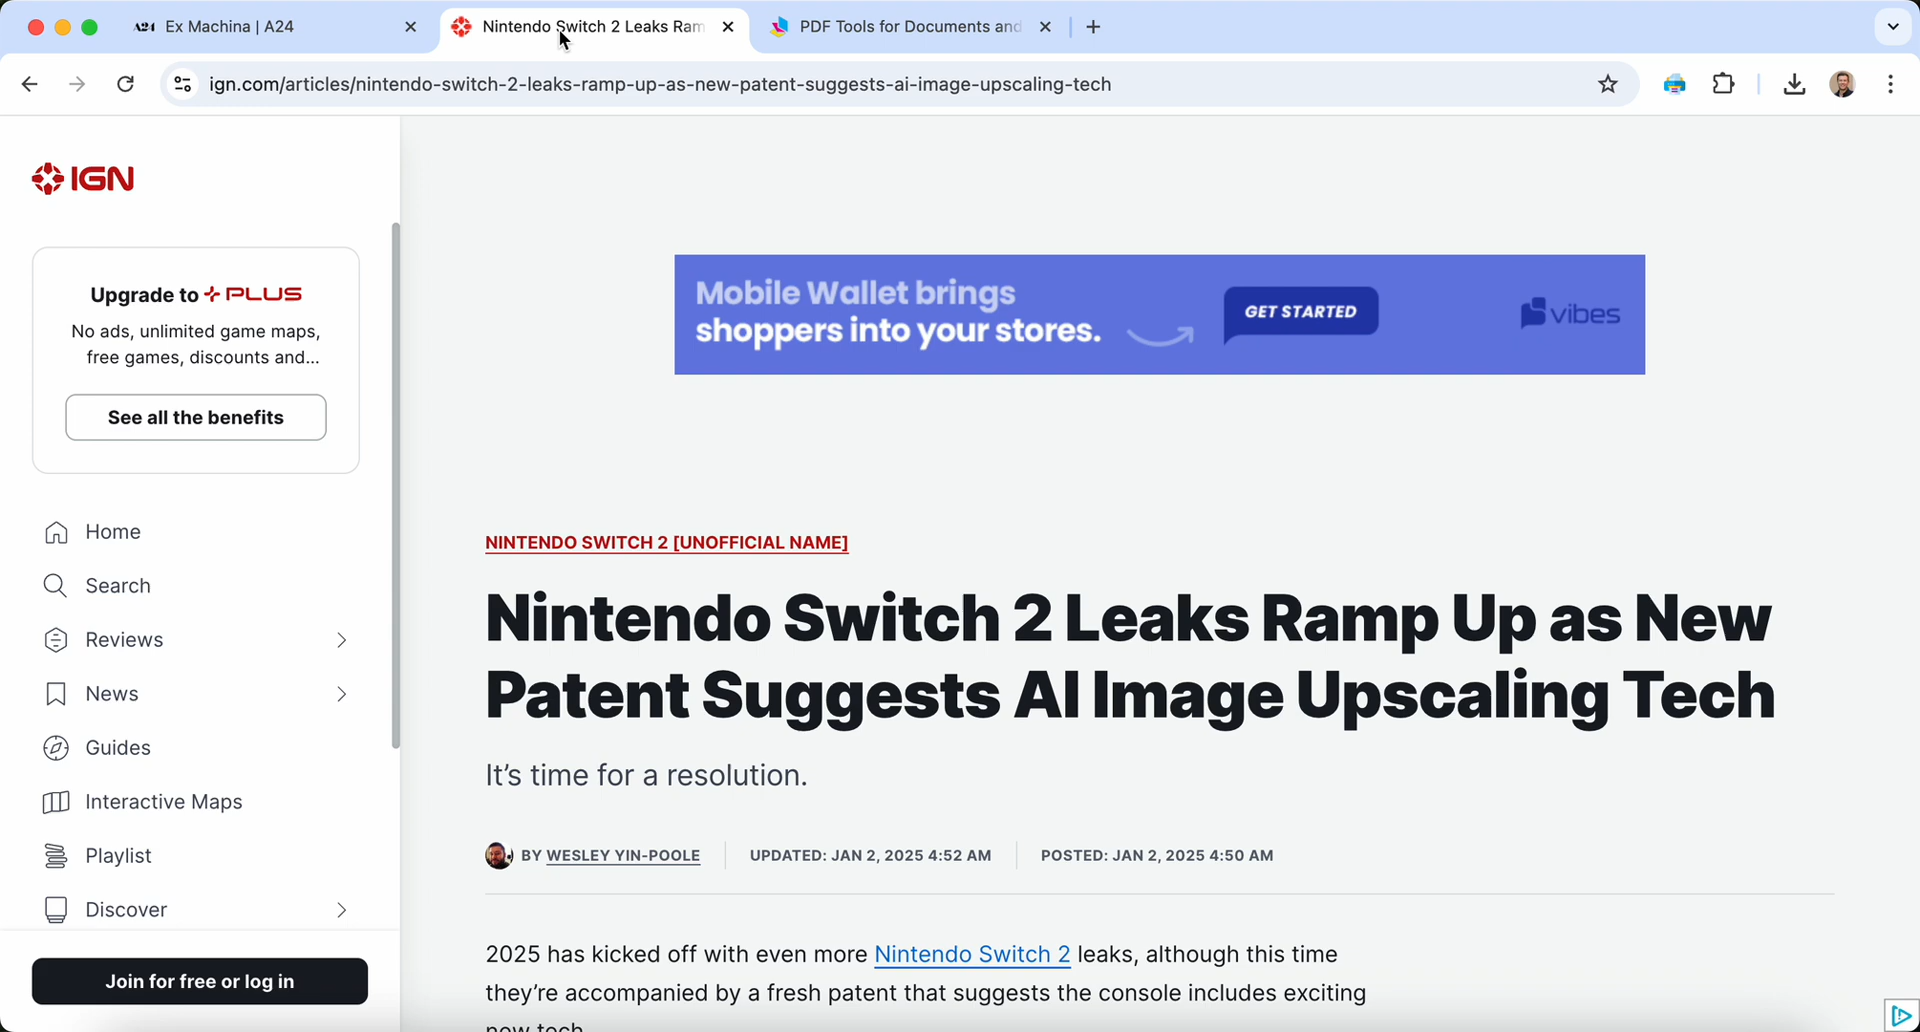 A24 Ex Machina | A24
Nintendo Switch 2 Leaks Ram
PDF Tools for Documents and
ign.com/articles/nintendo-switch-2-leaks-ramp-up-as-new-patent-suggests-ai-image-upscaling-tech
IGN
Upgrade to PLUS
No ads, unlimited game maps,
free games, discounts and...
See all the benefits
Home
Search
Reviews
News
Guides
Interactive Maps
Playlist
Discover
Join for free or log in
Mobile Wallet brings
shoppers into your stores.
GET STARTED
vibes
NINTENDO SWITCH 2 [UNOFFICIAL NAME]
Nintendo Switch 2 Leaks Ramp Up as New
Patent Suggests AI Image Upscaling Tech
It’s time for a resolution.
BY WESLEY YIN-POOLE
UPDATED: JAN 2, 2025 4:52 AM
POSTED: JAN 2, 2025 4:50 AM
2025 has kicked off with even more Nintendo Switch 2 leaks, although this time
they’re accompanied by a fresh patent that suggests the console includes exciting
new tech.